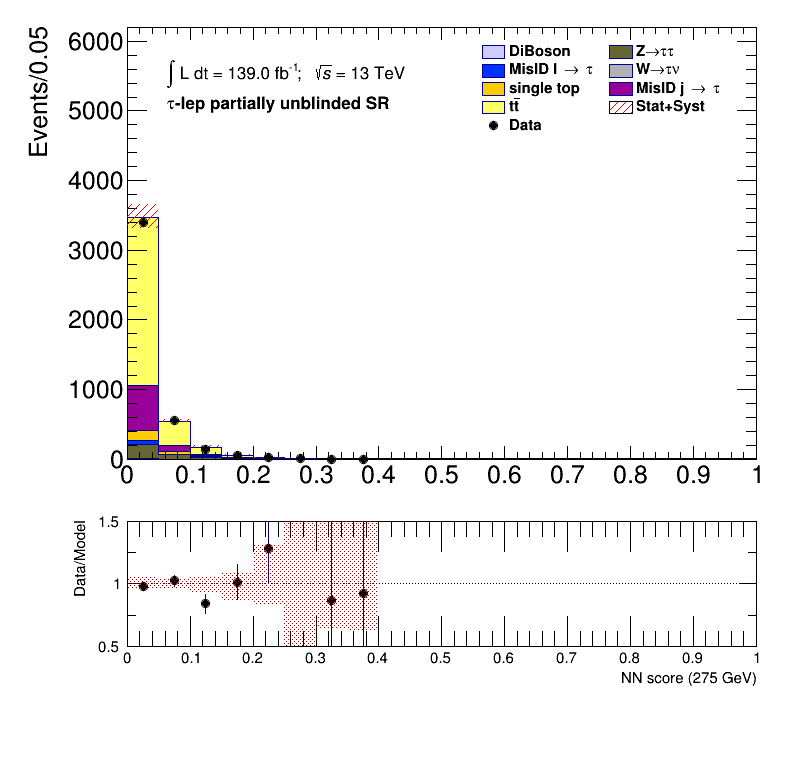 Events/0.05
6000
5000
4000
3000
2000
1000
0
∫ L dt = 139.0 fb⁻¹; √s = 13 TeV
τ-lep partially unblinded SR
DiBoson
MisID l → τ
single top
tt̄
Data
Z→ττ
W→τν
MisID j → τ
Stat+Syst
0 0.1 0.2 0.3 0.4 0.5 0.6 0.7 0.8 0.9 1
Data/Model
1.5
1
0.5
0 0.1 0.2 0.3 0.4 0.5 0.6 0.7 0.8 0.9 1
NN score (275 GeV)